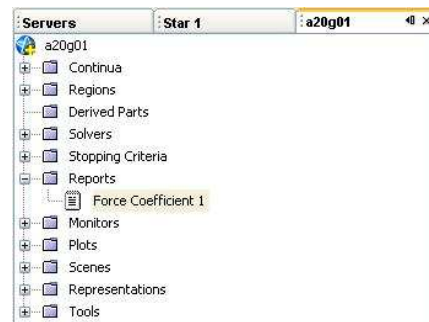 Servers Star 1 a20g01
a20g01
Continua
Regions
Derived Parts
Solvers
Stopping Criteria
Reports
Force Coefficient 1
Monitors
Plots
Scenes
Representations
Tools